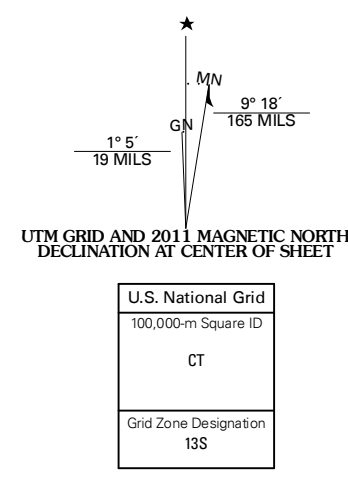 MN
GN
9° 18´
165 MILS
1° 5´
19 MILS
UTM GRID AND 2011 MAGNETIC NORTH
DECLINATION AT CENTER OF SHEET
U.S. National Grid
100,000-m Square ID
CT
Grid Zone Designation
13S